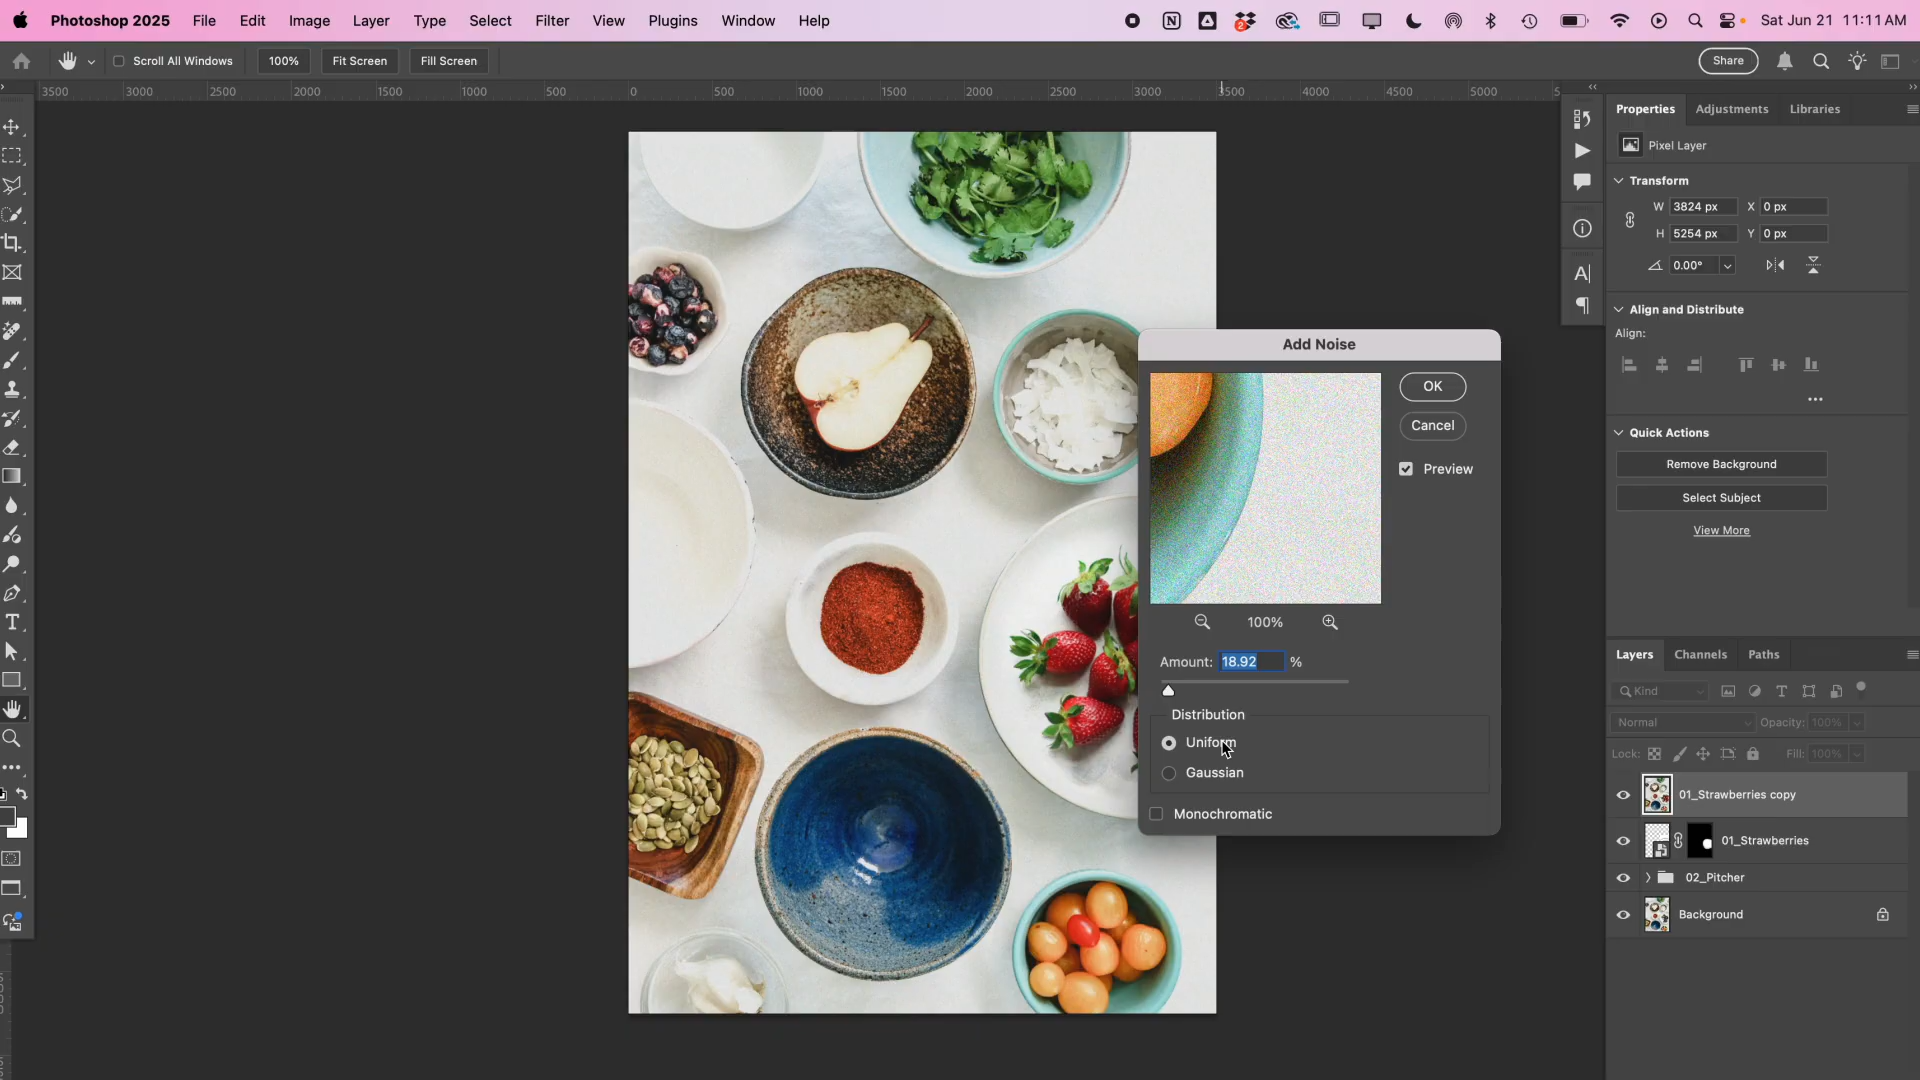 Photoshop 2025 File Edit Image Layer Type Select Filter View Plugins Window Help Sat Jun 21 11:11 AM
Scroll All Windows 100% Fit Screen Fill Screen Share
3500 3000 2500 2000 1500 1000 500 0 500 1000 1500 2000 2500 3000 3500 4000 4500 5000
Properties Adjustments Libraries
Pixel Layer
Transform
W 3824 px X 0 px
H 5254 px Y 0 px
0.00°
Align and Distribute
Align:
Quick Actions
Remove Background
Select Subject
View More
Add Noise
OK
Cancel
Preview
100%
Amount: 18.92 %
Distribution
Uniform
Gaussian
Monochromatic
Layers Channels Paths
Kind
Normal Opacity: 100%
Lock: Fill: 100%
01_Strawberries copy
01_Strawberries
02_Pitcher
Background